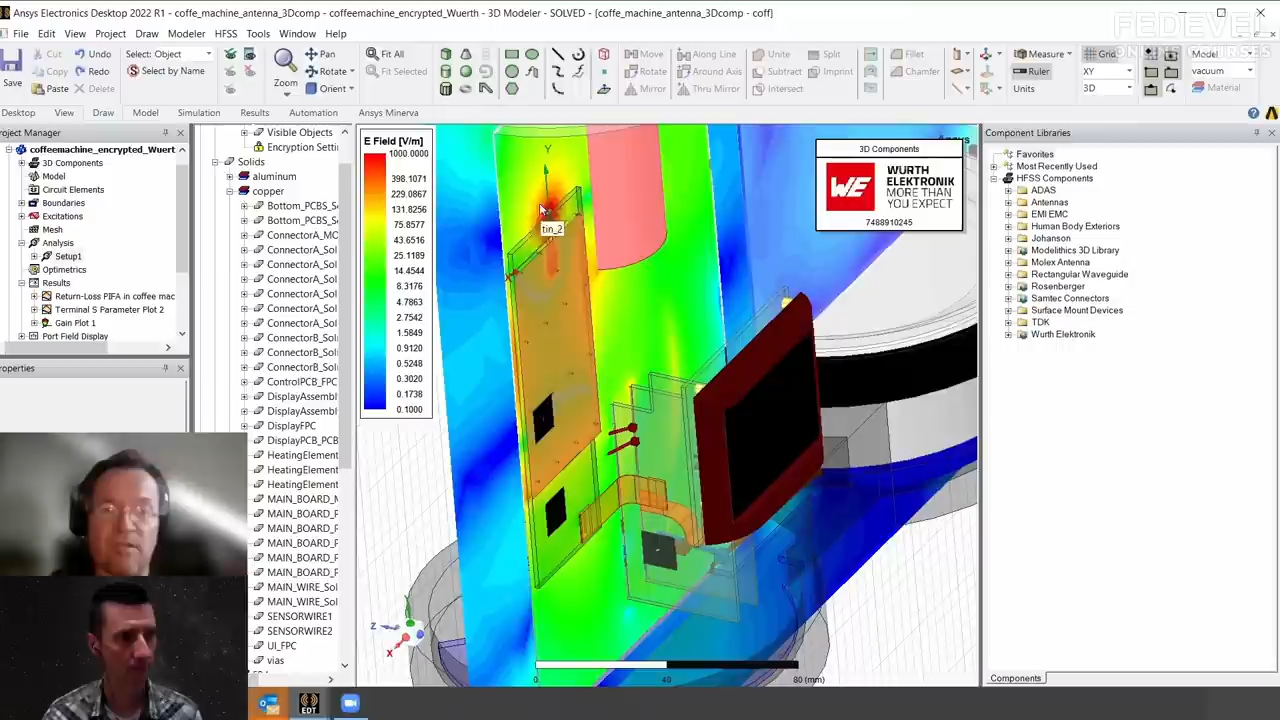 Ansys Electronics Desktop 2022 R1 - coffe_machine_antenna_3Dcomp - coffeemachine_encrypted_Wuerth - 3D Modeler - SOLVED - [coffe_machine_antenna_3Dcomp - coff]
FEDEVEL
File Edit View Project Draw Modeler HFSS Tools Window Help
Save Cut Copy Paste Undo Redo Delete Select: Object Select by Name Zoom Pan Rotate Orient Fit All Fit Selected
Move Rotate Mirror Along Line Around Axis Thru Mirror Unite Subtract Intersect Split Imprint Fillet Chamfer
Measure Ruler Units Grid XY 3D Model vacuum Material
Desktop View Draw Model Simulation Results Automation Ansys Minerva
Project Manager
coffeemachine_encrypted_Wuert
3D Components
Model
Circuit Elements
Boundaries
Excitations
Mesh
Analysis
Setup1
Optimetrics
Results
Return-Loss PIFA in coffee mac
Terminal S Parameter Plot 2
Gain Plot 1
Port Field Display
roperties
Visible Objects
Encryption Setti
Solids
aluminum
copper
Bottom_PCBS_S
Bottom_PCBS_S
ConnectorA_MO
ConnectorA_Sol
ConnectorA_Sol
ConnectorA_Sol
ConnectorA_Sol
ConnectorA_Sol
ConnectorA_Sol
ConnectorA_Sol
ConnectorB_Sol
ConnectorB_Sol
ControlPCB_FPC
DisplayAssembl
DisplayAssembl
DisplayFPC
DisplayPCB_PCB
HeatingElement
HeatingElement
HeatingElement
MAIN_BOARD_M
MAIN_BOARD_P
MAIN_BOARD_P
MAIN_BOARD_P
MAIN_BOARD_P
MAIN_BOARD_P
MAIN_WIRE_Sol
MAIN_WIRE_Sol
SENSORWIRE1
SENSORWIRE2
UI_FPC
vias
E Field [V/m]
1000.0000
398.1071
229.0867
131.8256
75.8577
43.6516
25.1189
14.4544
8.3176
4.7863
2.7542
1.5849
0.9120
0.5248
0.3020
0.1738
0.1000
Y
tin_2
3D Components
WE
WURTH
ELEKTRONIK
MORE THAN
YOU EXPECT
7488910245
Z
X
0 40 80 (mm)
Component Libraries
Favorites
Most Recently Used
HFSS Components
ADAS
Antennas
EMI EMC
Human Body Exteriors
Johanson
Modelithics 3D Library
Molex Antenna
Rectangular Waveguide
Rosenberger
Samtec Connectors
Surface Mount Devices
TDK
Wurth Elektronik
Components
EDT